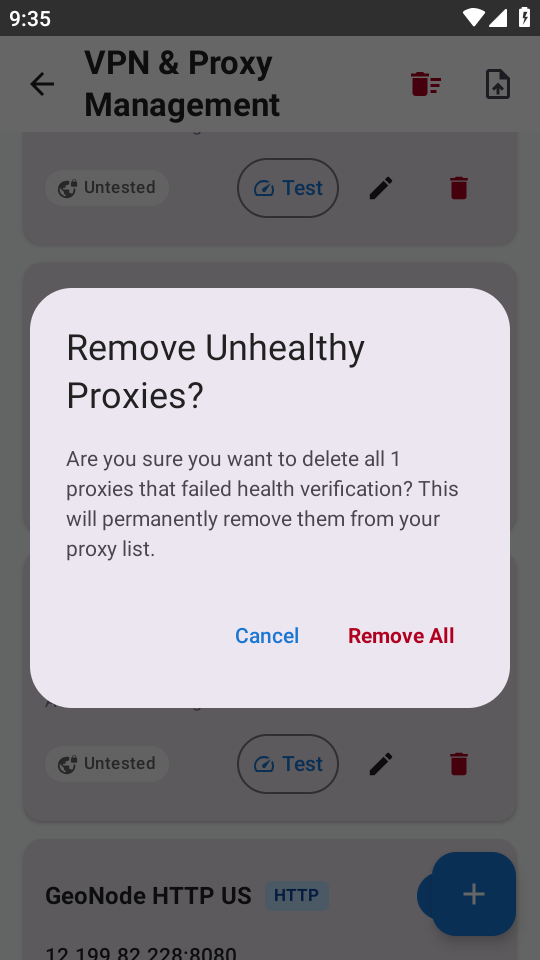 9:35
VPN & Proxy
Management
Untested
Test
Remove Unhealthy
Proxies?
Are you sure you want to delete all 1
proxies that failed health verification? This
will permanently remove them from your
proxy list.
Cancel
Remove All
Untested
Test
GeoNode HTTP US
HTTP
12.199.82.228:8080